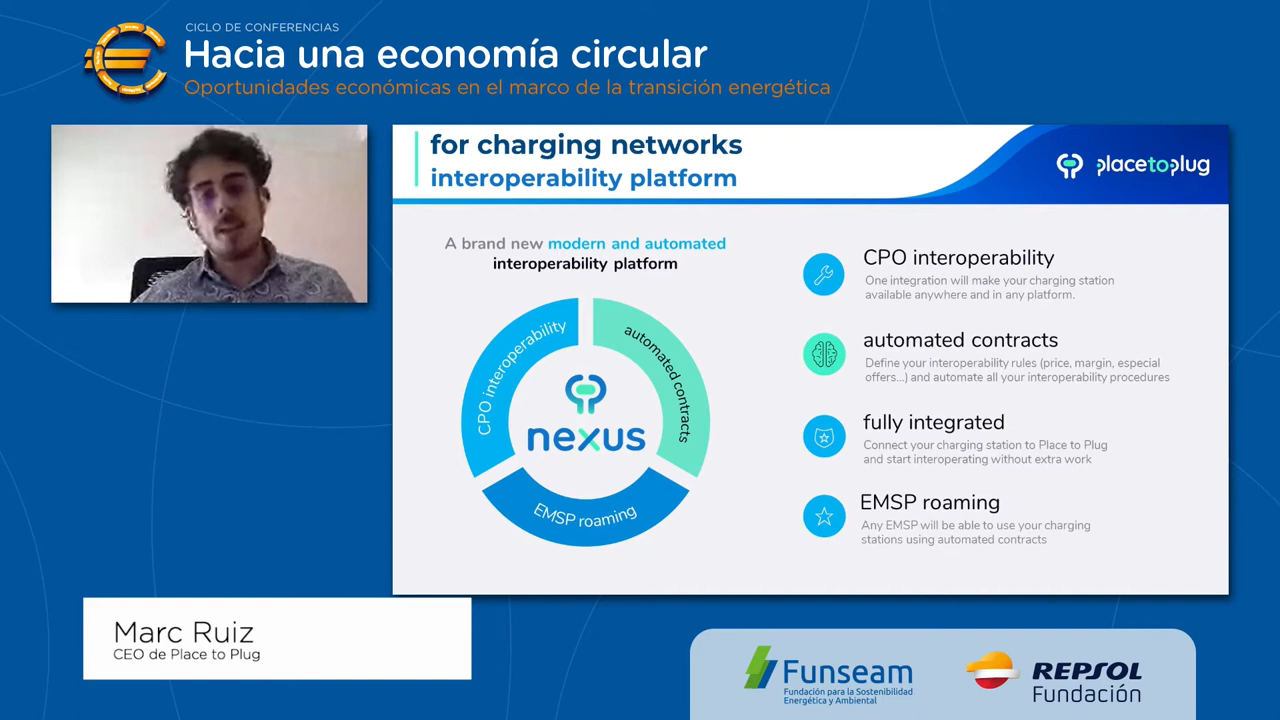 CICLO DE CONFERENCIAS
Hacia una economía circular
Oportunidades económicas en el marco de la transición energética
for charging networks
interoperability platform
placetoplug
A brand new modern and automated
interoperability platform
CPO interoperability
automated contracts
nexus
EMSP roaming
CPO interoperability
One integration will make your charging station
available anywhere and in any platform.
automated contracts
Define your interoperability rules (price, margin, especial
offers...) and automate all your interoperability procedures
fully integrated
Connect your charging station to Place to Plug
and start interoperating without extra work
EMSP roaming
Any EMSP will be able to use your charging
stations using automated contracts
Marc Ruiz
CEO de Place to Plug
Funseam
Fundación para la Sostenibilidad
Energética y Ambiental
REPSOL
Fundación